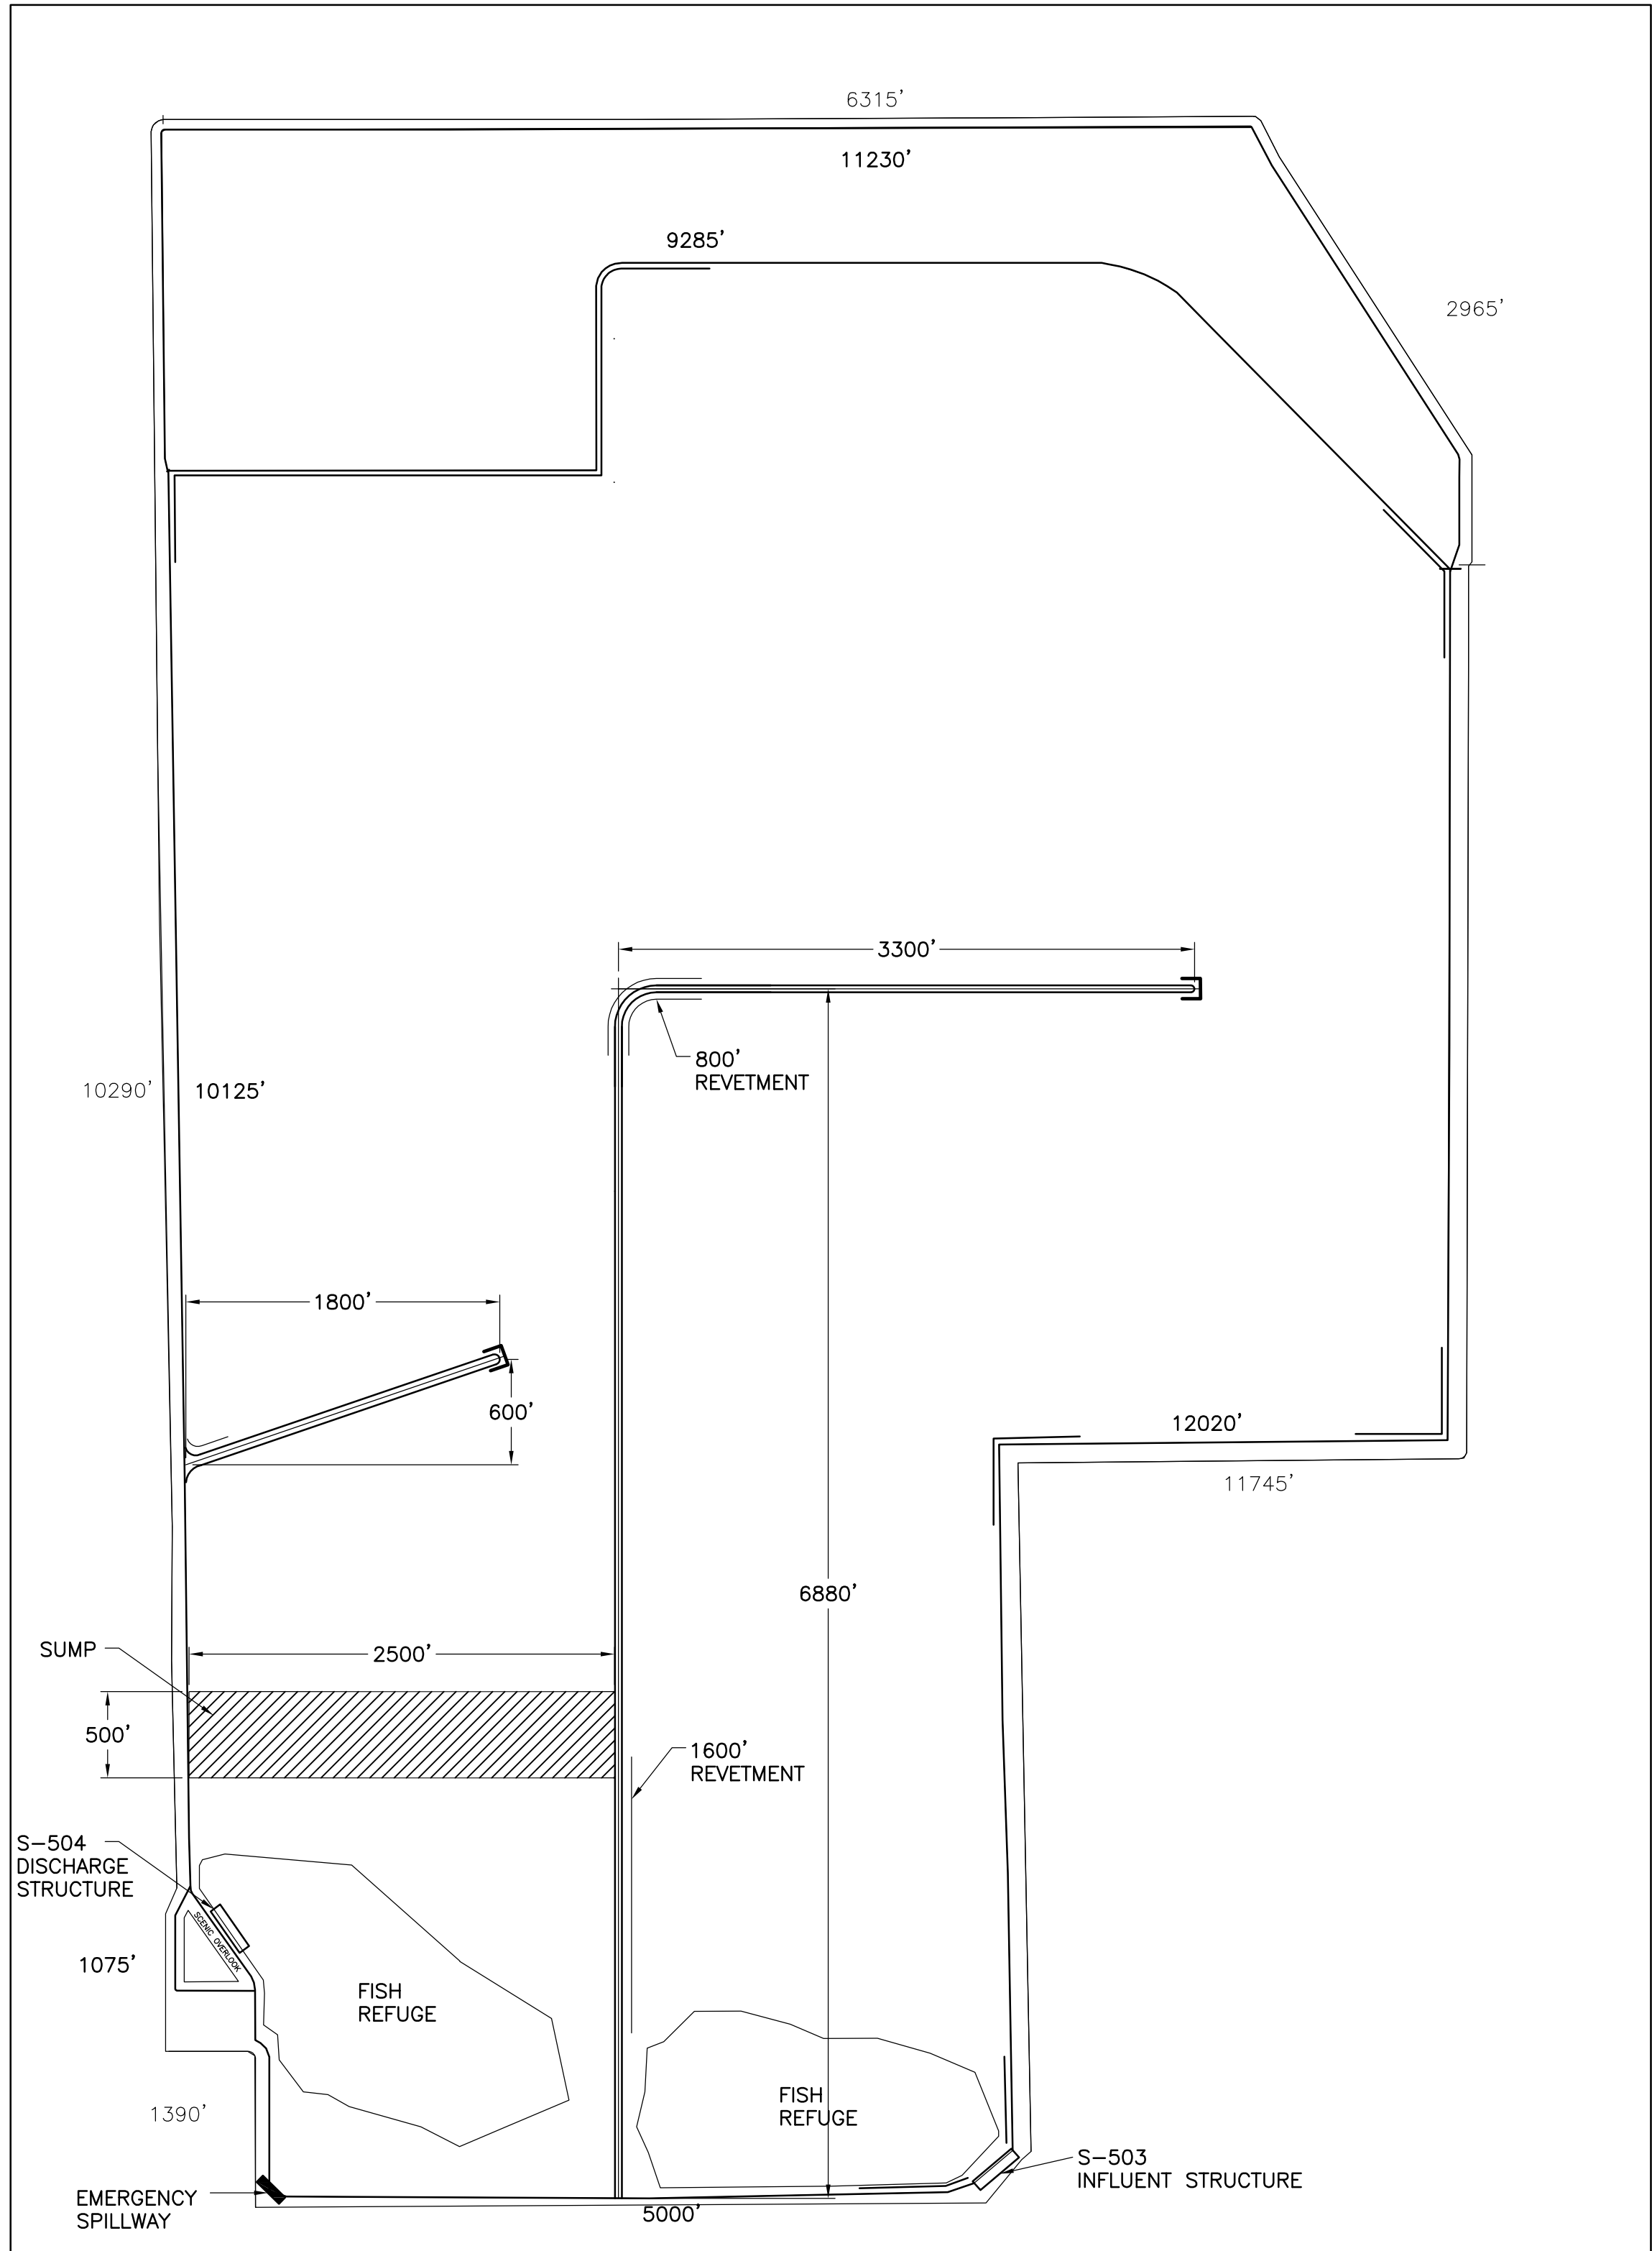 6315'
11230'
9285'
2965'
3300'
800'
REVETMENT
10290'
10125'
1800'
600'
12020'
11745'
6880'
SUMP
2500'
500'
1600'
REVETMENT
S-504
DISCHARGE
STRUCTURE
SCENIC OVERLOOK
1075'
FISH
REFUGE
FISH
REFUGE
1390'
S-503
INFLUENT STRUCTURE
EMERGENCY
SPILLWAY
5000'